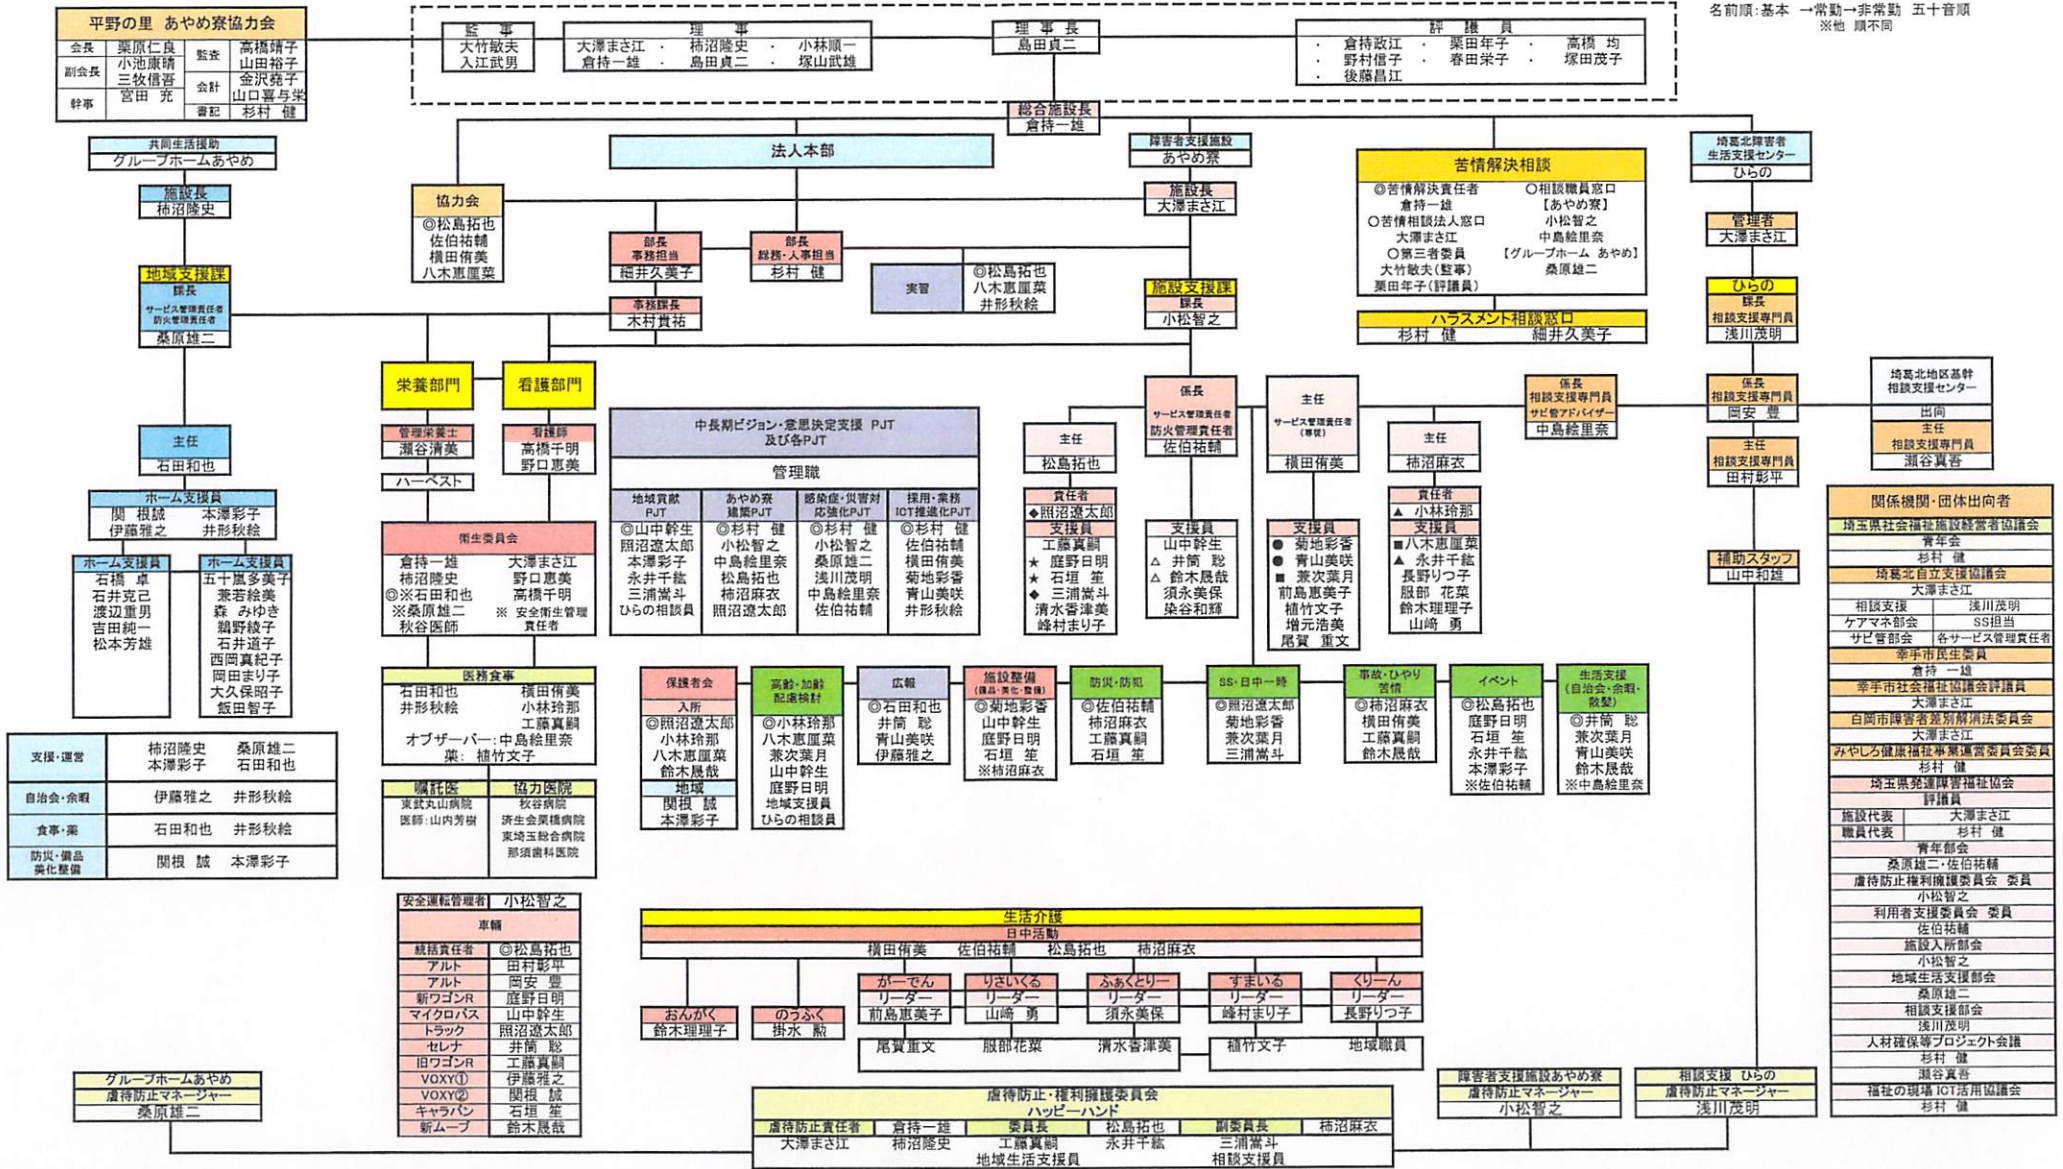 名前順:基本 →常勤→非常勤 五十音順
※他 順不同
平野の里 あやめ寮協力会
会長 栗原仁良 監査 高橋靖子
副会長 小池康晴 山田裕子
三牧信吾 会計 金沢堯子
幹事 宮田 充 山口喜与栄
書記 杉村 健
監 事
大竹敏夫
入江武男
理 事
大澤まさ江 ・ 柿沼隆史 ・ 小林順一
倉持一雄 ・ 島田貞二 ・ 塚山武雄
理 事 長
島田貞二
評 議 員
・ 倉持政江 ・ 栗田年子 ・ 高橋 均
・ 野村信子 ・ 春田栄子 ・ 塚田茂子
・ 後藤昌江
総合施設長
倉持一雄
共同生活援助
グループホームあやめ
施設長
柿沼隆史
地域支援課
課長
サービス管理責任者
防火管理責任者
桑原雄二
主任
石田和也
ホーム支援員
関 根誠 本澤彩子
伊藤雅之 井形秋絵
ホーム支援員
石橋 卓
石井克己
渡辺重男
吉田純一
松本芳雄
ホーム支援員
五十嵐多美子
兼若絵美
森 みゆき
鵜野綾子
石井道子
西岡真紀子
岡田まり子
大久保昭子
飯田智子
支援・運営 柿沼隆史 桑原雄二
本澤彩子 石田和也
自治会・余暇 伊藤雅之 井形秋絵
食事・薬 石田和也 井形秋絵
防災・備品
美化整備 関根 誠 本澤彩子
グループホームあやめ
虐待防止マネージャー
桑原雄二
法人本部
協力会
◎松島拓也
佐伯祐輔
横田侑美
八木恵厘菜
部長
事務担当
細井久美子
事務課長
木村貴祐
部長
総務・人事担当
杉村 健
実習
◎松島拓也
八木恵厘菜
井形秋絵
障害者支援施設
あやめ寮
施設長
大澤まさ江
施設支援課
課長
小松智之
苦情解決相談
◎苦情解決責任者 〇相談職員窓口
倉持一雄 【あやめ寮】
〇苦情相談法人窓口 小松智之
大澤まさ江 中島絵里奈
〇第三者委員 【グループホーム あやめ】
大竹敏夫(監事) 桑原雄二
栗田年子(評議員)
ハラスメント相談窓口
杉村 健 細井久美子
埼葛北障害者
生活支援センター
ひらの
管理者
大澤まさ江
ひらの
課長
相談支援専門員
浅川茂明
係長
相談支援専門員
岡安 豊
主任
相談支援専門員
田村彰平
補助スタッフ
山中和雄
埼葛北地区基幹
相談支援センター
出向
主任
相談支援専門員
瀬谷真吾
係長
相談支援専門員
サビ管アドバイザー
中島絵里奈
栄養部門
管理栄養士
瀬谷清美
ハーベスト
看護部門
看護師
高橋千明
野口恵美
衛生委員会
倉持一雄 大澤まさ江
柿沼隆史 野口恵美
◎※石田和也 高橋千明
※桑原雄二 ※ 安全衛生管理
秋谷医師 責任者
医務食事
石田和也 横田侑美
井形秋絵 小林玲那
工藤真嗣
オブザーバー:中島絵里奈
薬: 植竹文子
嘱託医
東武丸山病院
医師:山内芳樹
協力医院
秋谷病院
済生会栗橋病院
東埼玉総合病院
那須歯科医院
中長期ビジョン・意思決定支援 PJT
及び各PJT
管理職
地域貢献
PJT
◎山中幹生
照沼遼太郎
本澤彩子
永井千紘
三浦嵩斗
ひらの相談員
あやめ寮
建築PJT
◎杉村 健
小松智之
中島絵里奈
松島拓也
柿沼麻衣
照沼遼太郎
感染症・災害対
応強化PJT
◎杉村 健
小松智之
桑原雄二
浅川茂明
中島絵里奈
佐伯祐輔
採用・業務
ICT推進化PJT
◎杉村 健
佐伯祐輔
横田侑美
菊地彩香
青山美咲
井形秋絵
主任
松島拓也
責任者
◆照沼遼太郎
支援員
工藤真嗣
★ 庭野日明
★ 石垣 笙
◆ 三浦嵩斗
清水香津美
峰村まり子
係長
サービス管理責任者
防火管理責任者
佐伯祐輔
支援員
山中幹生
△ 井筒 聡
△ 鈴木晟哉
須永美保
染谷和輝
主任
サービス管理責任者
(専従)
横田侑美
支援員
● 菊地彩香
● 青山美咲
■ 兼次葉月
前島恵美子
植竹文子
増元浩美
尾賀 重文
主任
柿沼麻衣
責任者
▲ 小林玲那
支援員
■八木恵厘菜
▲ 永井千紘
長野りつ子
服部 花菜
鈴木理理子
山﨑 勇
保護者会
入所
◎照沼遼太郎
小林玲那
八木恵厘菜
鈴木晟哉
地域
関根 誠
本澤彩子
高齢・加齢
配慮検討
◎小林玲那
八木恵厘菜
兼次葉月
山中幹生
庭野日明
地域支援員
ひらの相談員
広報
◎石田和也
井筒 聡
青山美咲
伊藤雅之
施設整備
(備品・美化・整備)
◎菊地彩香
山中幹生
庭野日明
石垣 笙
※柿沼麻衣
防災・防犯
◎佐伯祐輔
柿沼麻衣
工藤真嗣
石垣 笙
SS・日中一時
◎照沼遼太郎
菊地彩香
兼次葉月
三浦嵩斗
事故・ひやり
苦情
◎柿沼麻衣
横田侑美
工藤真嗣
鈴木晟哉
イベント
◎松島拓也
庭野日明
石垣 笙
永井千紘
本澤彩子
※佐伯祐輔
生活支援
(自治会・余暇・
散髪)
◎井筒 聡
兼次葉月
青山美咲
鈴木晟哉
※中島絵里奈
安全運転管理者 小松智之
車輌
統括責任者 ◎松島拓也
アルト 田村彰平
アルト 岡安 豊
新ワゴンR 庭野日明
マイクロバス 山中幹生
トラック 照沼遼太郎
セレナ 井筒 聡
旧ワゴンR 工藤真嗣
VOXY① 伊藤雅之
VOXY② 関根 誠
キャラバン 石垣 笙
新ムーブ 鈴木晟哉
生活介護
日中活動
横田侑美 佐伯祐輔 松島拓也 柿沼麻衣
おんがく
鈴木理理子
のうふく
掛水 勲
がーでん
リーダー
前島恵美子
尾賀重文
りさいくる
リーダー
山﨑 勇
服部花菜
ふぁくとりー
リーダー
須永美保
清水香津美
すまいる
リーダー
峰村まり子
植竹文子
くりーん
リーダー
長野りつ子
地域職員
虐待防止・権利擁護委員会
ハッピーハンド
虐待防止責任者 倉持一雄 委員長 松島拓也 副委員長 柿沼麻衣
大澤まさ江 柿沼隆史 工藤真嗣 永井千紘 三浦嵩斗
地域生活支援員 相談支援員
障害者支援施設あやめ寮
虐待防止マネージャー
小松智之
相談支援 ひらの
虐待防止マネージャー
浅川茂明
関係機関・団体出向者
埼玉県社会福祉施設経営者協議会
青年会
杉村 健
埼葛北自立支援協議会
大澤まさ江
相談支援 浅川茂明
ケアマネ部会 SS担当
サビ管部会 各サービス管理責任者
幸手市民生委員
倉持 一雄
幸手市社会福祉協議会評議員
大澤まさ江
白岡市障害者差別解消法委員会
大澤まさ江
みやしろ健康福祉事業運営委員会委員
杉村 健
埼玉県発達障害福祉協会
評議員
施設代表 大澤まさ江
職員代表 杉村 健
青年部会
桑原雄二・佐伯祐輔
虐待防止権利擁護委員会 委員
小松智之
利用者支援委員会 委員
佐伯祐輔
施設入所部会
小松智之
地域生活支援部会
桑原雄二
相談支援部会
浅川茂明
人材確保等プロジェクト会議
杉村 健
瀬谷真吾
福祉の現場 ICT活用協議会
杉村 健